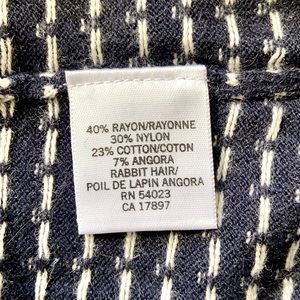 40% RAYON/RAYONNE
30% NYLON
23% COTTON/COTON
7% ANGORA
RABBIT HAIR/
POIL DE LAPIN ANGORA
RN 54023
CA 17897